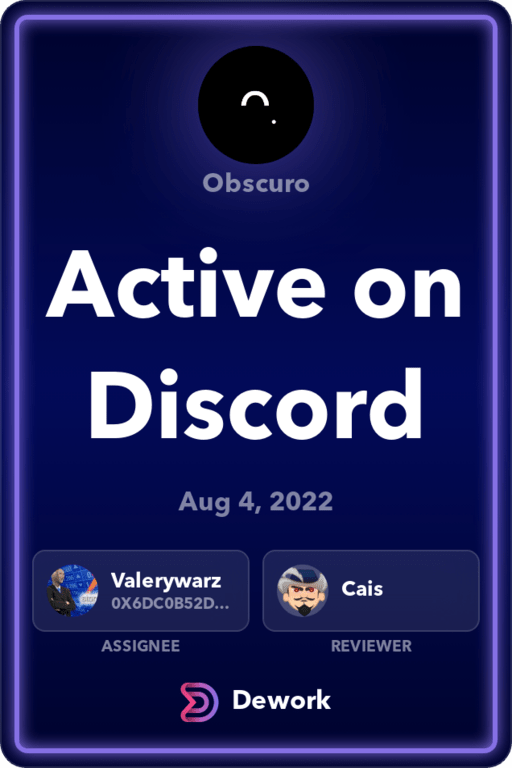 Obscuro
Active on
Discord
Aug 4, 2022
Valerywarz
0X6DC0B52D...
Cais
ASSIGNEE
REVIEWER
Dework